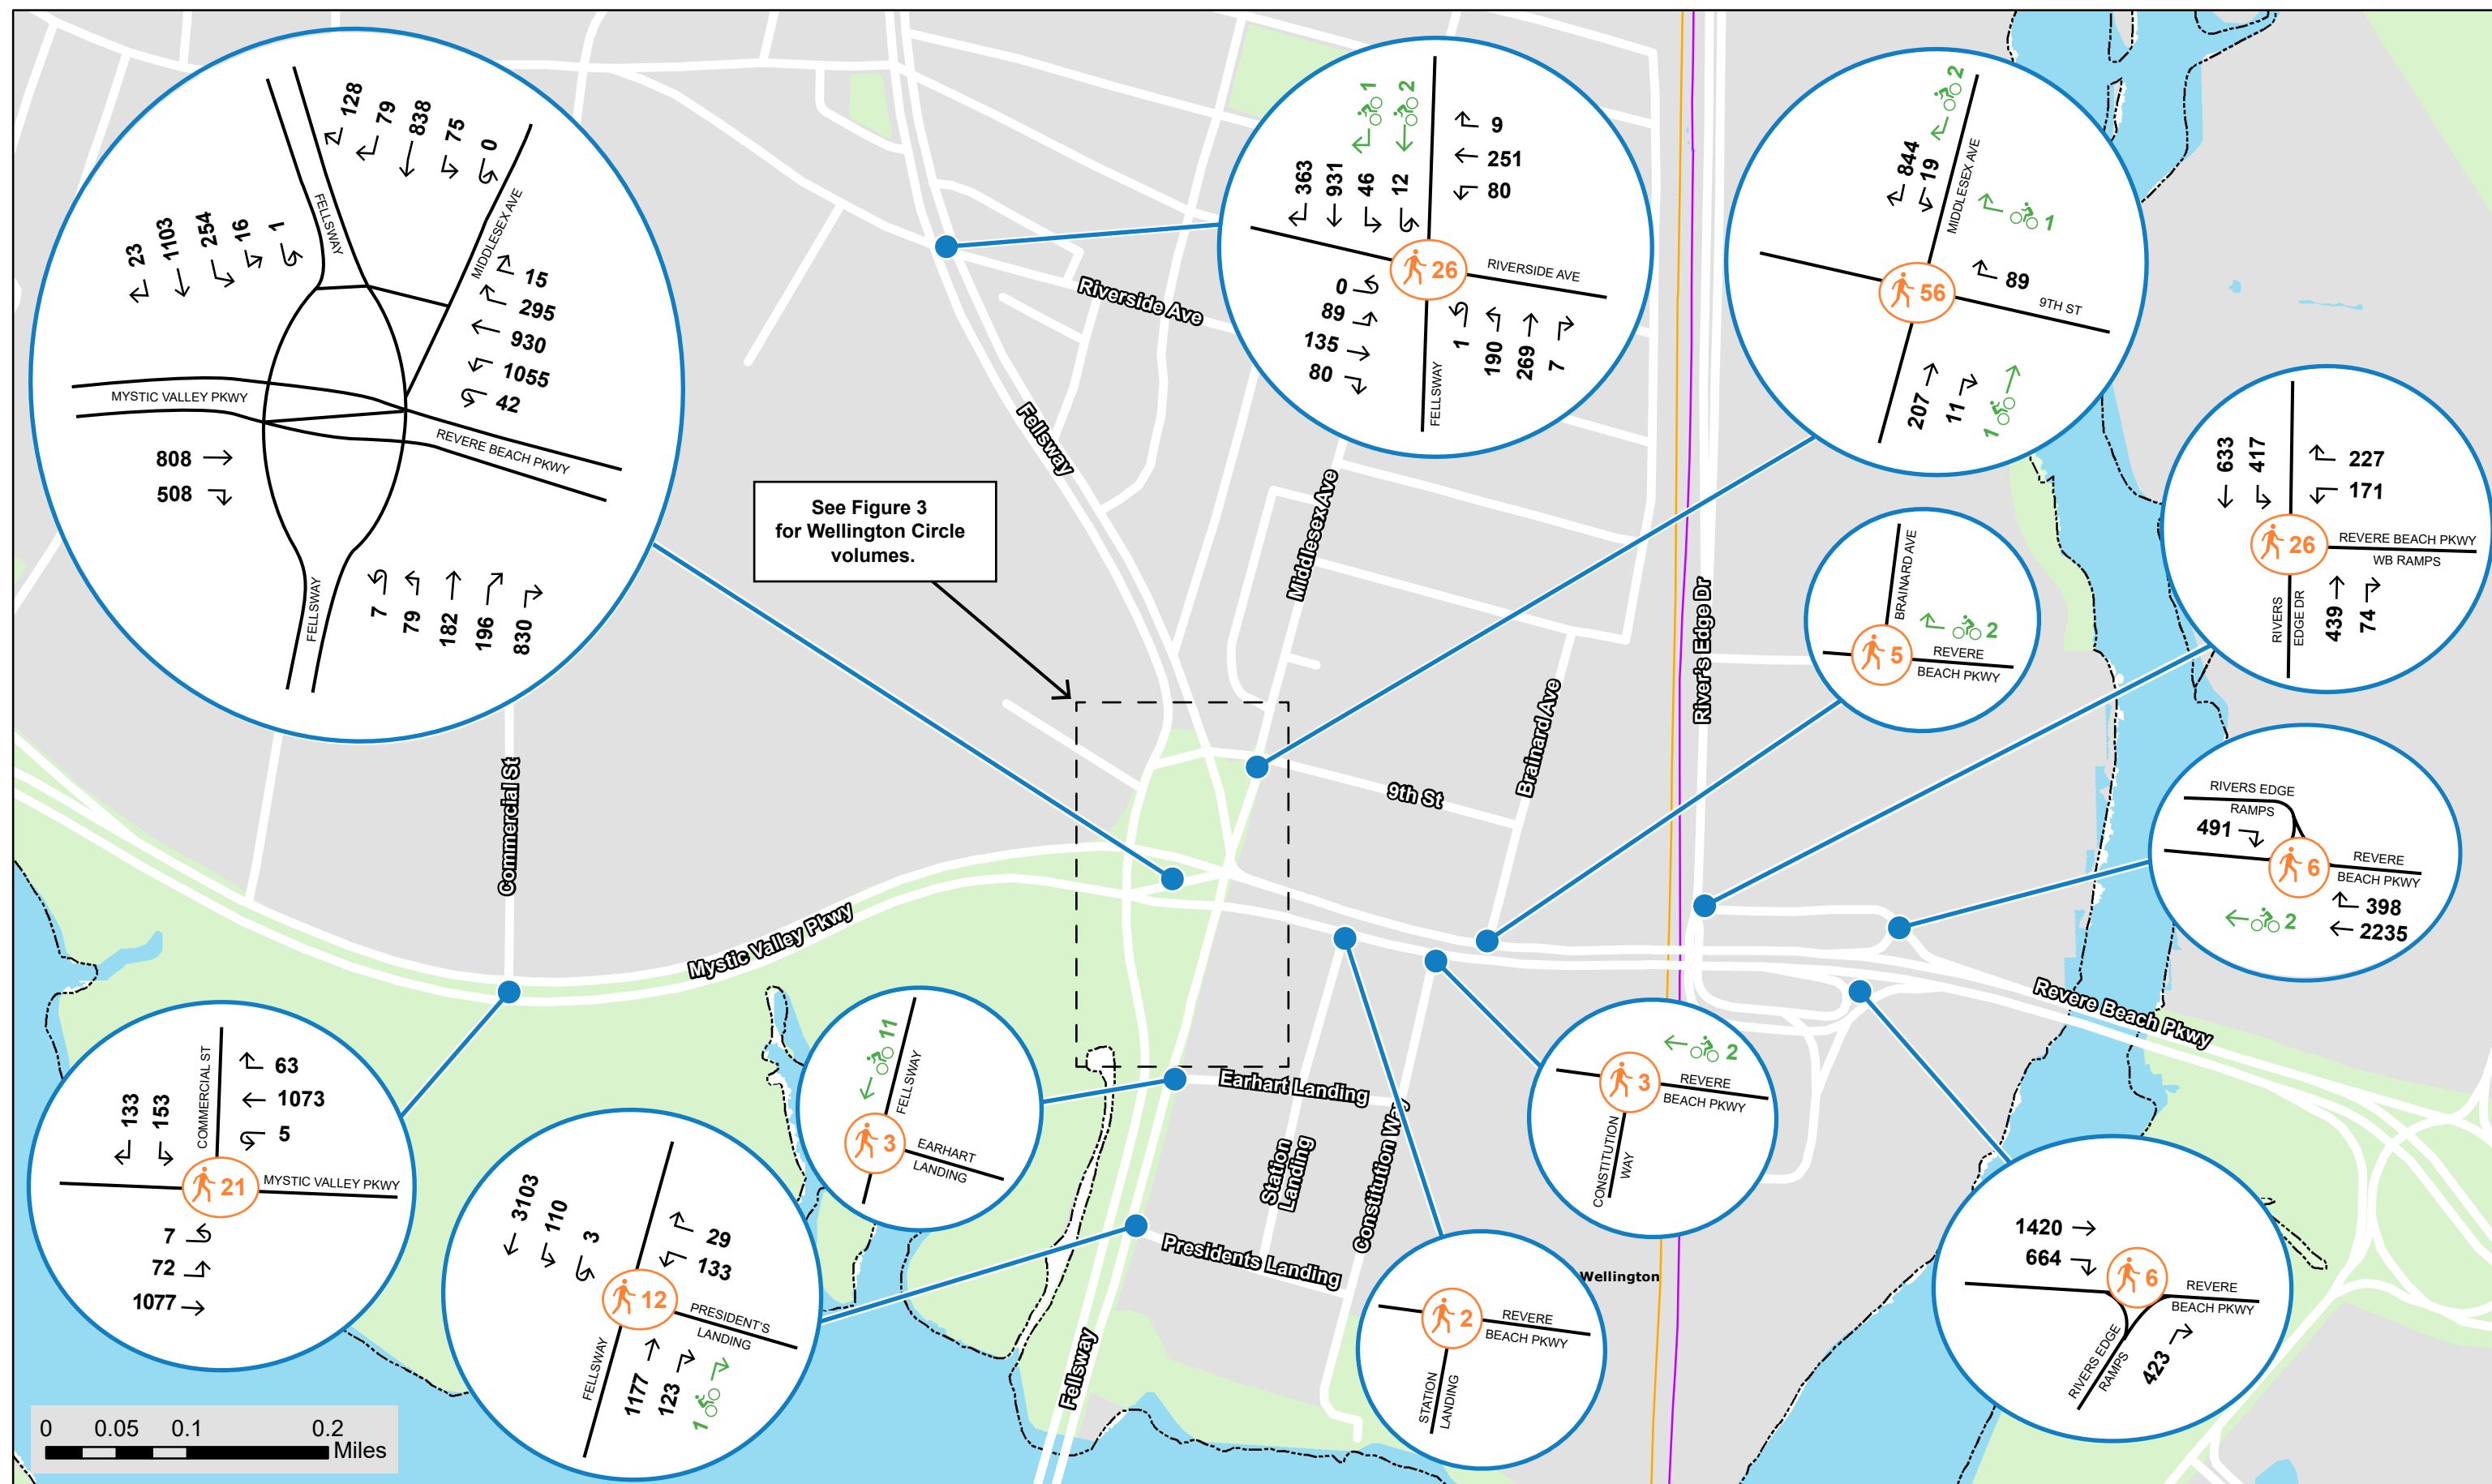 128
79
838
75
0
FELLSWAY
MIDDLESEX AVE
23
1103
254
16
1
15
295
930
1055
42
MYSTIC VALLEY PKWY
REVERE BEACH PKWY
808
508
FELLSWAY
7
79
182
196
830
1
2
363
931
46
12
9
251
80
26
RIVERSIDE AVE
0
89
135
80
1
190
269
7
FELLSWAY
2
844
19
MIDDLESEX AVE
1
89
56
9TH ST
207
11
1
633
417
227
171
26
REVERE BEACH PKWY
WB RAMPS
RIVERS
EDGE DR
439
74
BRAINARD AVE
2
5
REVERE
BEACH PKWY
RIVERS EDGE
RAMPS
491
6
REVERE
BEACH PKWY
398
2235
2
See Figure 3
for Wellington Circle
volumes.
Riverside Ave
Fellsway
Middlesex Ave
River's Edge Dr
Brainard Ave
9th St
Commercial St
Mystic Valley Pkwy
Revere Beach Pkwy
Earhart Landing
Station
Landing
Constitution Way
Presidents Landing
Fellsway
Wellington
133
153
COMMERCIAL ST
63
1073
5
21
MYSTIC VALLEY PKWY
7
72
1077
3103
110
3
29
133
12
PRESIDENT'S
LANDING
FELLSWAY
1177
123
1
11
FELLSWAY
3
EARHART
LANDING
2
3
REVERE
BEACH PKWY
CONSTITUTION
WAY
2
REVERE
BEACH PKWY
STATION
LANDING
1420
664
6
REVERE
BEACH PKWY
RIVERS EDGE
RAMPS
423
0 0.05 0.1 0.2
Miles